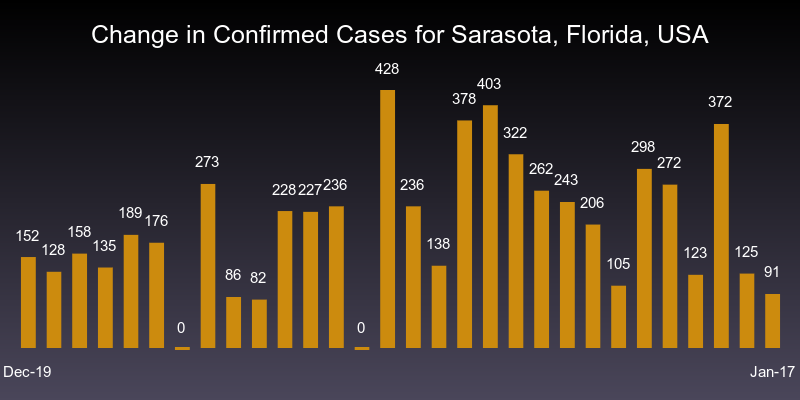 Change in Confirmed Cases for Sarasota, Florida, USA
152 128 158 135 189 176 0 273 86 82 228 227 236 0 428 236 138 378 403 322 262 243 206 105 298 272 123 372 125 91
Dec-19 Jan-17